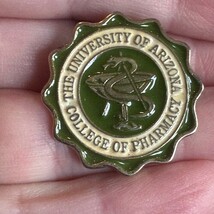 THE UNIVERSITY OF ARIZONA
COLLEGE OF PHARMACY